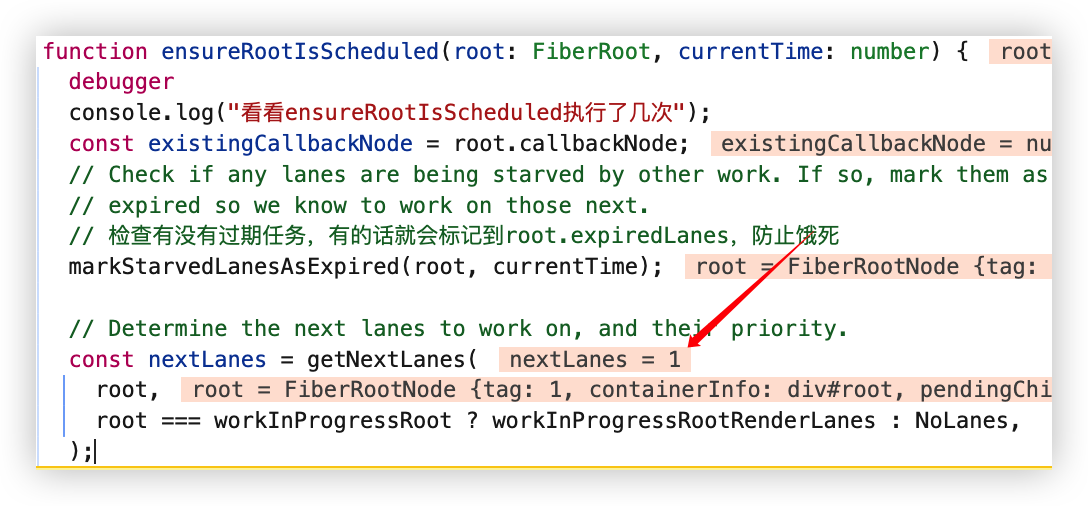 function ensureRootIsScheduled(root: FiberRoot, currentTime: number) { root
debugger
console.log("看看ensureRootIsScheduled执行了几次");
const existingCallbackNode = root.callbackNode; existingCallbackNode = nu
// Check if any lanes are being starved by other work. If so, mark them as
// expired so we know to work on those next.
// 检查有没有过期任务，有的话就会标记到root.expiredLanes，防止饿死
markStarvedLanesAsExpired(root, currentTime); root = FiberRootNode {tag:
// Determine the next lanes to work on, and their priority.
const nextLanes = getNextLanes( nextLanes = 1
root, root = FiberRootNode {tag: 1, containerInfo: div#root, pendingChi
root === workInProgressRoot ? workInProgressRootRenderLanes : NoLanes,
);